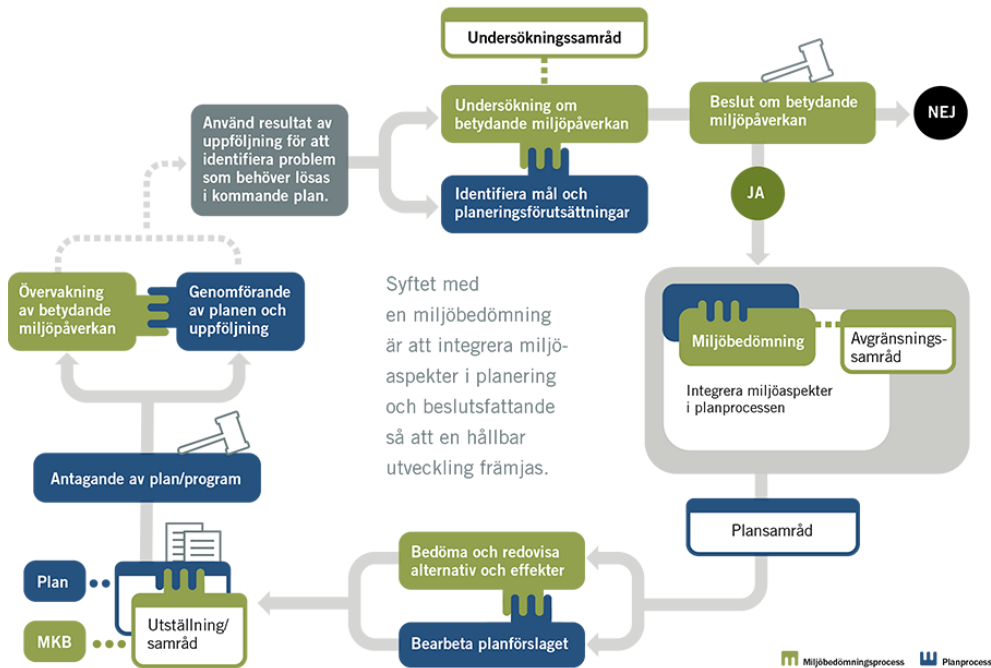 Undersökningssamråd
Undersökning om
betydande miljöpåverkan
Beslut om betydande
miljöpåverkan
NEJ
Använd resultat av
uppföljning för att
identifiera problem
som behöver lösas
i kommande plan.
Identifiera mål och
planeringsförutsättningar
JA
Övervakning
av betydande
miljöpåverkan
Genomförande
av planen och
uppföljning
Syftet med
en miljöbedömning
är att integrera miljö-
aspekter i planering
och beslutsfattande
så att en hållbar
utveckling främjas.
Miljöbedömning
Avgränsnings-
samråd
Integrera miljöaspekter
i planprocessen
Antagande av plan/program
Plansamråd
Bedöma och redovisa
alternativ och effekter
Bearbeta planförslaget
Plan
MKB
Utställning/
samråd
Miljöbedömningsprocess
Planprocess